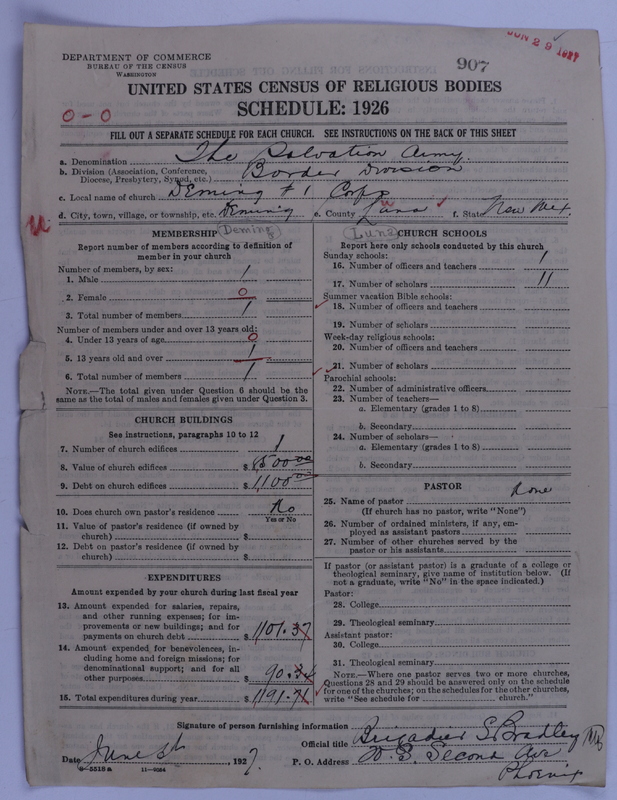 JUN 29 1927
DEPARTMENT OF COMMERCE
BUREAU OF THE CENSUS
WASHINGTON
907
UNITED STATES CENSUS OF RELIGIOUS BODIES
SCHEDULE: 1926
0-0
FILL OUT A SEPARATE SCHEDULE FOR EACH CHURCH. SEE INSTRUCTIONS ON THE BACK OF THIS SHEET
a. Denomination The Salvation Army
b. Division (Association, Conference, Diocese, Presbytery, Synod, etc.) Border Division
c. Local name of church Deming #1 Corps
d. City, town, village, or township, etc. Deming e. County f. State New Mex.
(Deming) (Luna)
MEMBERSHIP
Report number of members according to definition of
member in your church
Number of members, by sex:
1. Male 1
2. Female 0
3. Total number of members 1
Number of members under and over 13 years old:
4. Under 13 years of age 0
5. 13 years old and over 1
6. Total number of members 1
NOTE.—The total given under Question 6 should be the
same as the total of males and females given under Question 3.
CHURCH BUILDINGS
See instructions, paragraphs 10 to 12
7. Number of church edifices 1
8. Value of church edifices $
9. Debt on church edifices $ 1100.00
10. Does church own pastor's residence No
Yes or No
11. Value of pastor's residence (if owned by
church) $
12. Debt on pastor's residence (if owned by
church) $
EXPENDITURES
Amount expended by your church during last fiscal year
13. Amount expended for salaries, repairs,
and other running expenses; for im-
provements or new buildings; and for
payments on church debt $ 1101.37
14. Amount expended for benevolences, in-
cluding home and foreign missions; for
denominational support; and for all
other purposes $ 90.34
15. Total expenditures during year $ 1191.71
CHURCH SCHOOLS
Report here only schools conducted by this church
Sunday schools:
16. Number of officers and teachers 1
17. Number of scholars 11
Summer vacation Bible schools:
18. Number of officers and teachers
19. Number of scholars
Week-day religious schools:
20. Number of officers and teachers
21. Number of scholars
Parochial schools:
22. Number of administrative officers
23. Number of teachers—
a. Elementary (grades 1 to 8)
b. Secondary
24. Number of scholars—
a. Elementary (grades 1 to 8)
b. Secondary
PASTOR
25. Name of pastor None
(If church has no pastor, write "None")
26. Number of ordained ministers, if any, em-
ployed as assistant pastors
27. Number of other churches served by the
pastor or his assistants
If pastor (or assistant pastor) is a graduate of a college or
theological seminary, give name of institution below. (If
not a graduate, write "No" in the space indicated.)
Pastor:
28. College
29. Theological seminary
Assistant pastor:
30. College
31. Theological seminary
NOTE.—Where one pastor serves two or more churches,
Questions 28 and 29 should be answered only on the schedule
for one of the churches; on the schedules for the other churches,
write "See schedule for church."
Signature of person furnishing information
Official title Brigadier S. Bradley
Date June , 1927. P. O. Address Second Ave
Phoenix
8-5518a 11-9084